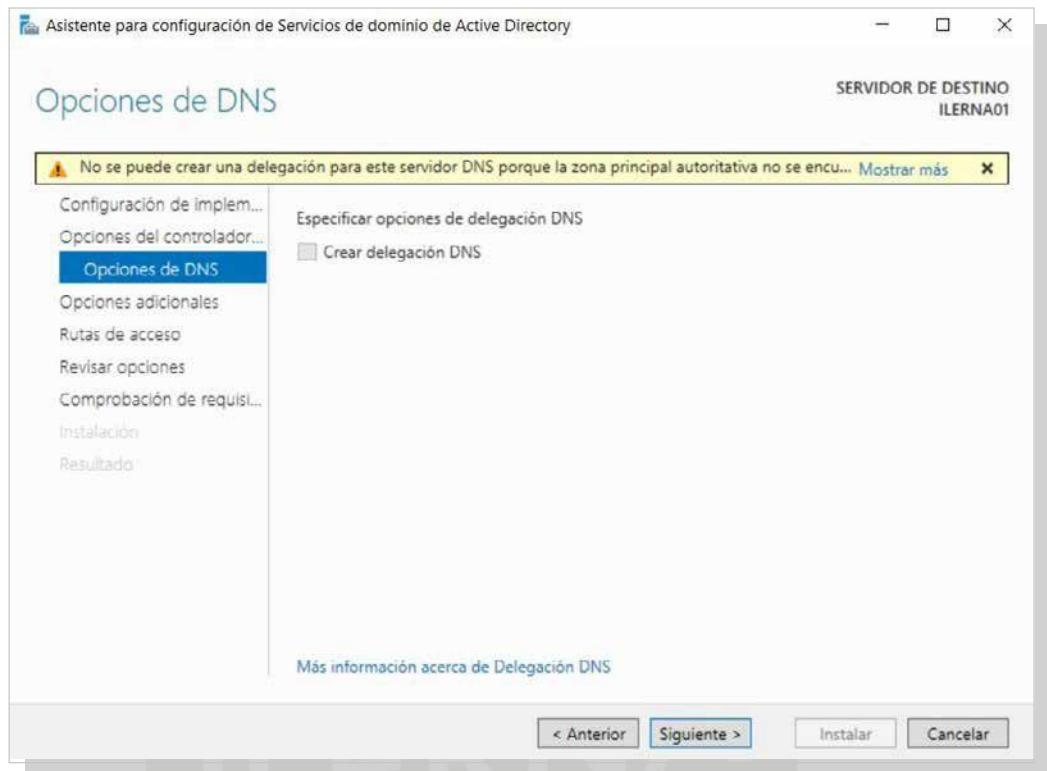 Asistente para configuración de Servicios de dominio de Active Directory
Opciones de DNS
SERVIDOR DE DESTINO
ILERNA01
No se puede crear una delegación para este servidor DNS porque la zona principal autoritativa no se encu... Mostrar más
Configuración de implem...
Opciones del controlador...
Opciones de DNS
Opciones adicionales
Rutas de acceso
Revisar opciones
Comprobación de requisi...
Instalación
Resultado
Especificar opciones de delegación DNS
Crear delegación DNS
Más información acerca de Delegación DNS
< Anterior
Siguiente >
Instalar
Cancelar